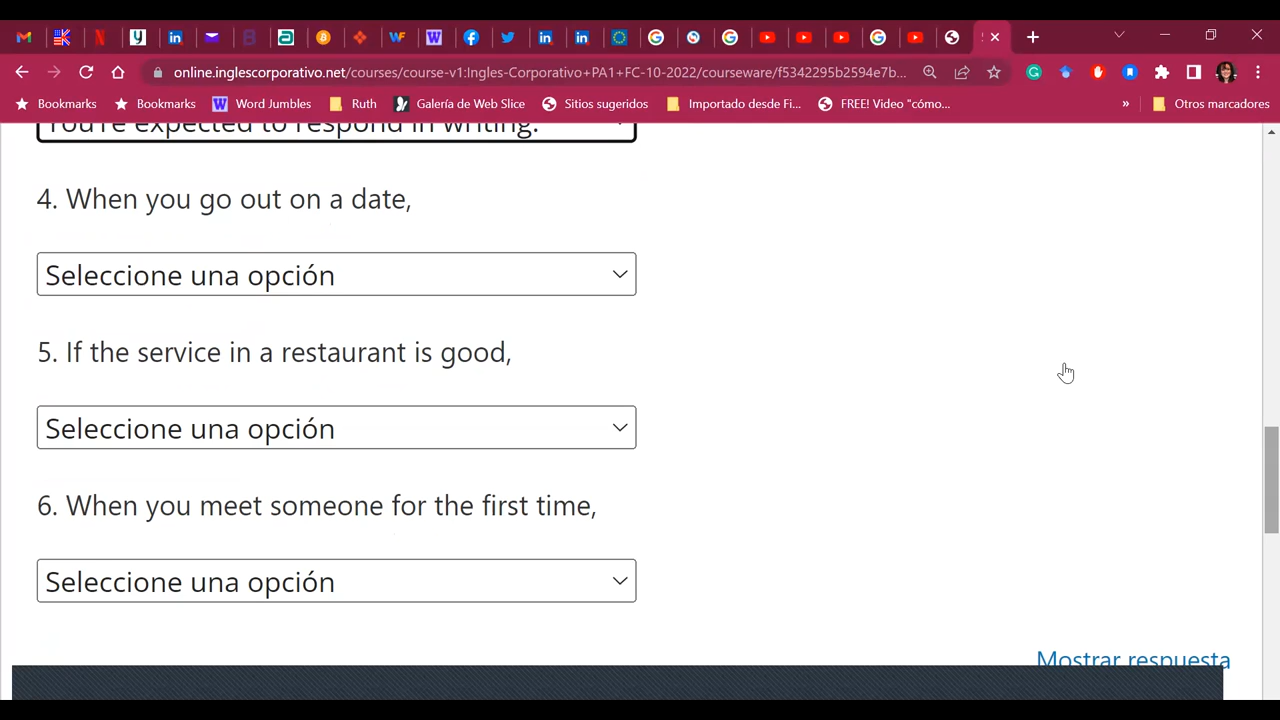 online.inglescorporativo.net/courses/course-v1:Ingles-Corporativo+PA1+FC-10-2022/courseware/f5342295b2594e7b...
Bookmarks Bookmarks Word Jumbles Ruth Galería de Web Slice Sitios sugeridos Importado desde Fi... FREE! Video "cómo... » Otros marcadores
You're expected to respond in writing.
4. When you go out on a date,
Seleccione una opción
5. If the service in a restaurant is good,
Seleccione una opción
6. When you meet someone for the first time,
Seleccione una opción
Mostrar respuesta